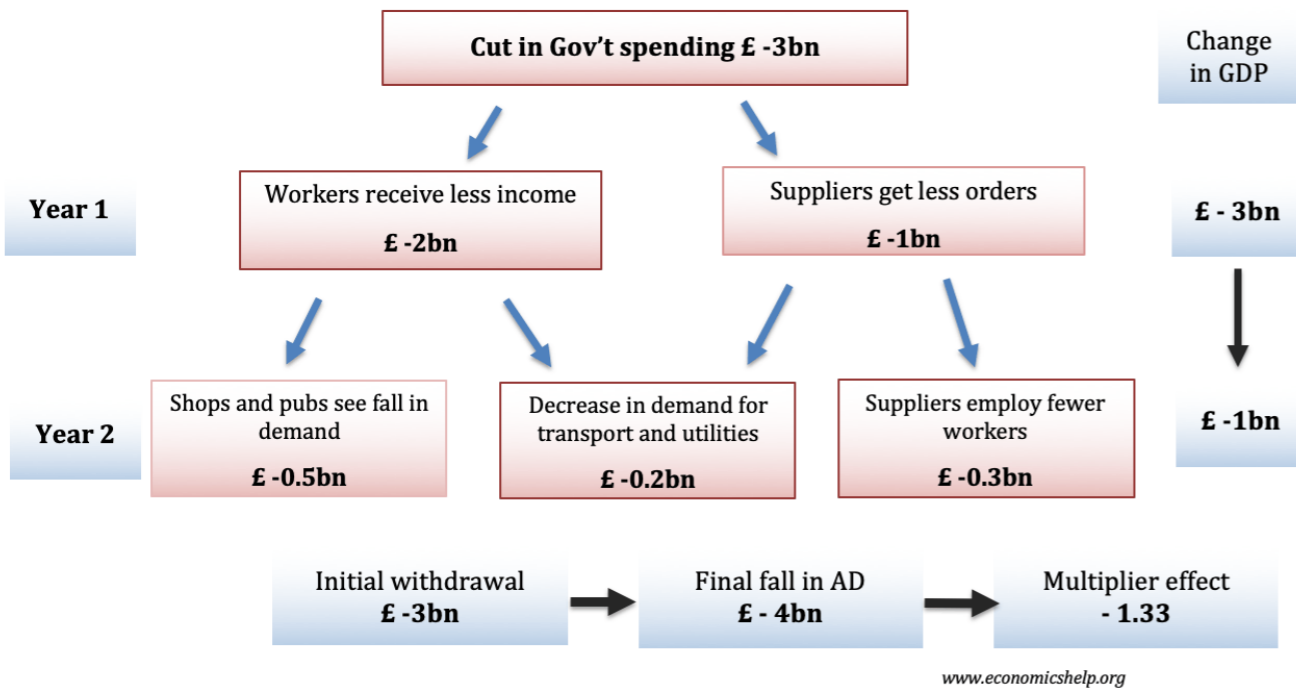 Cut in Gov't spending £ -3bn
Change
in GDP
Year 1
Workers receive less income
£ -2bn
Suppliers get less orders
£ -1bn
£ - 3bn
Year 2
Shops and pubs see fall in
demand
£ -0.5bn
Decrease in demand for
transport and utilities
£ -0.2bn
Suppliers employ fewer
workers
£ -0.3bn
£ -1bn
Initial withdrawal
£ -3bn
Final fall in AD
£ - 4bn
Multiplier effect
- 1.33
www.economicshelp.org